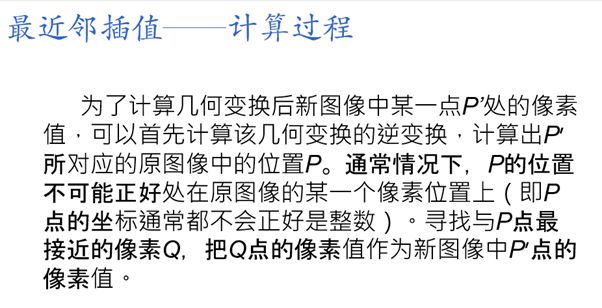 最近邻插值——计算过程
为了计算几何变换后新图像中某一点P’处的像素
值，可以首先计算该几何变换的逆变换，计算出P’
所对应的原图像中的位置P。通常情况下，P的位置
不可能正好处在原图像的某一个像素位置上（即P
点的坐标通常都不会正好是整数）。寻找与P点最
接近的像素Q，把Q点的像素值作为新图像中P’点的
像素值。